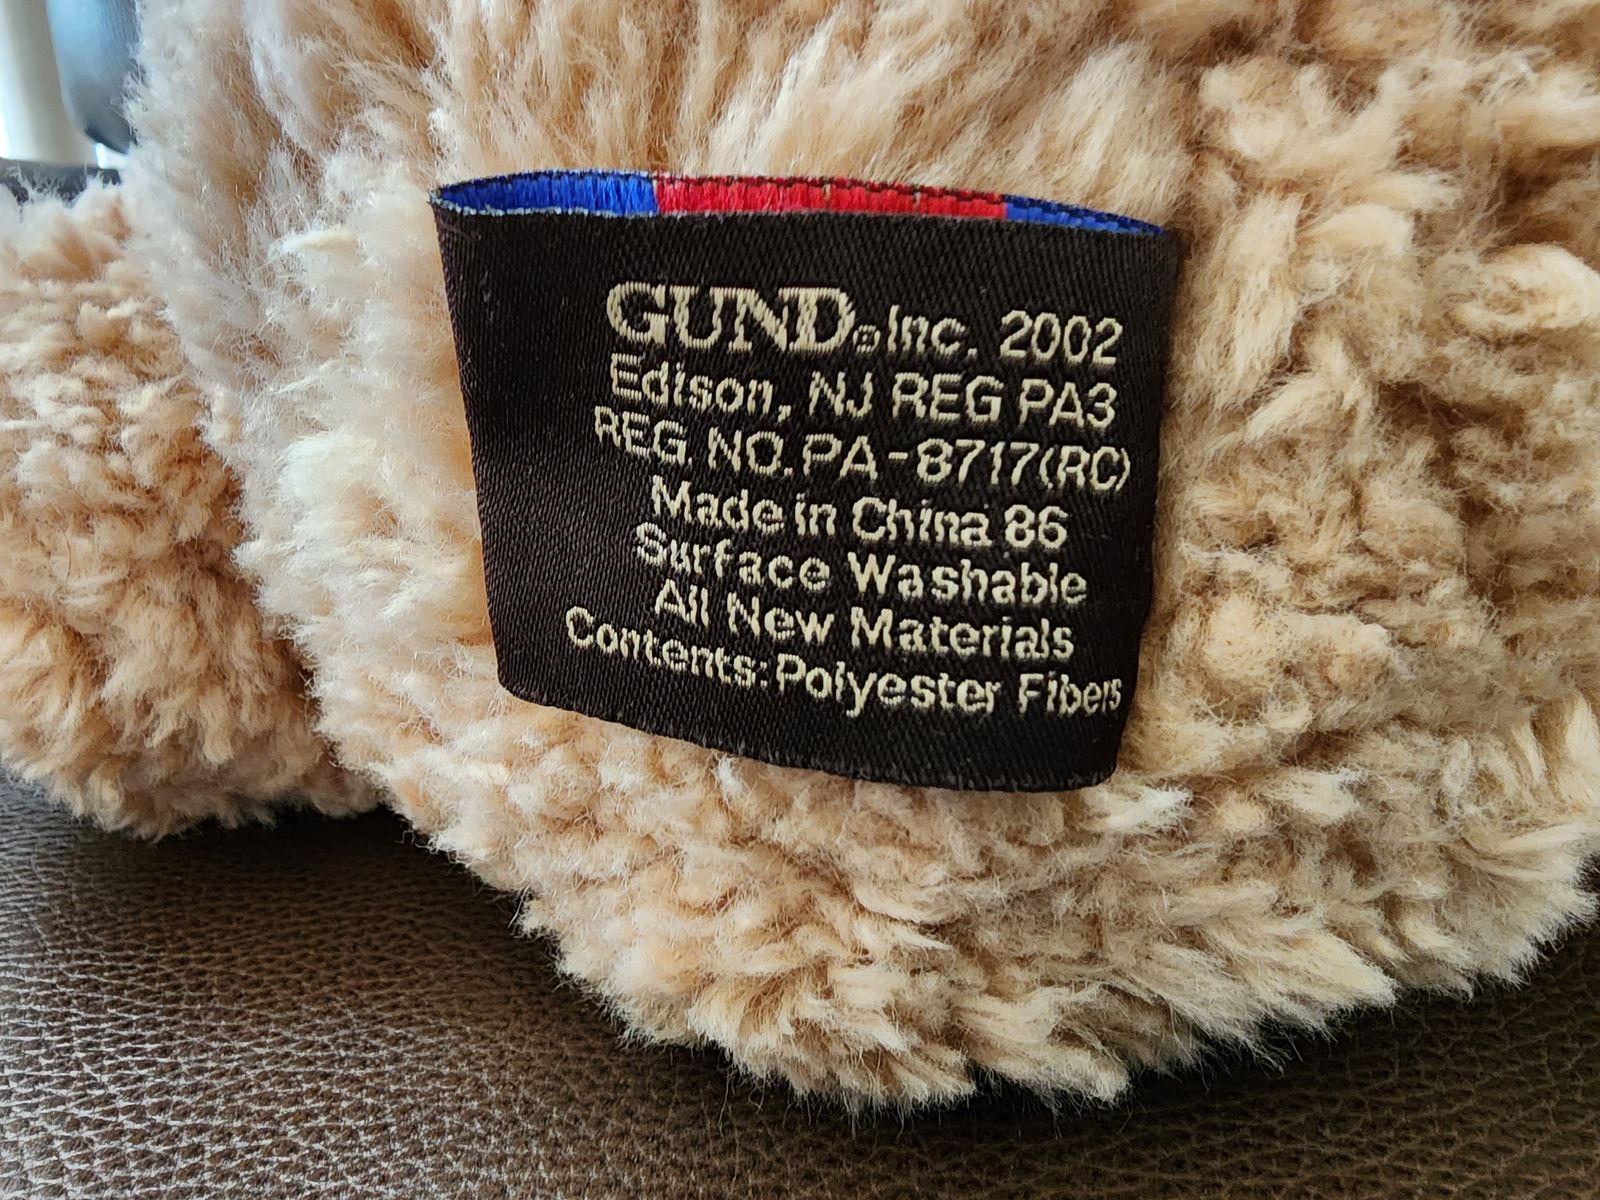 GUND® Inc. 2002
Edison, NJ REG PA3
REG NO. PA-8717(RC)
Made in China 86
Surface Washable
All New Materials
Contents: Polyester Fibers